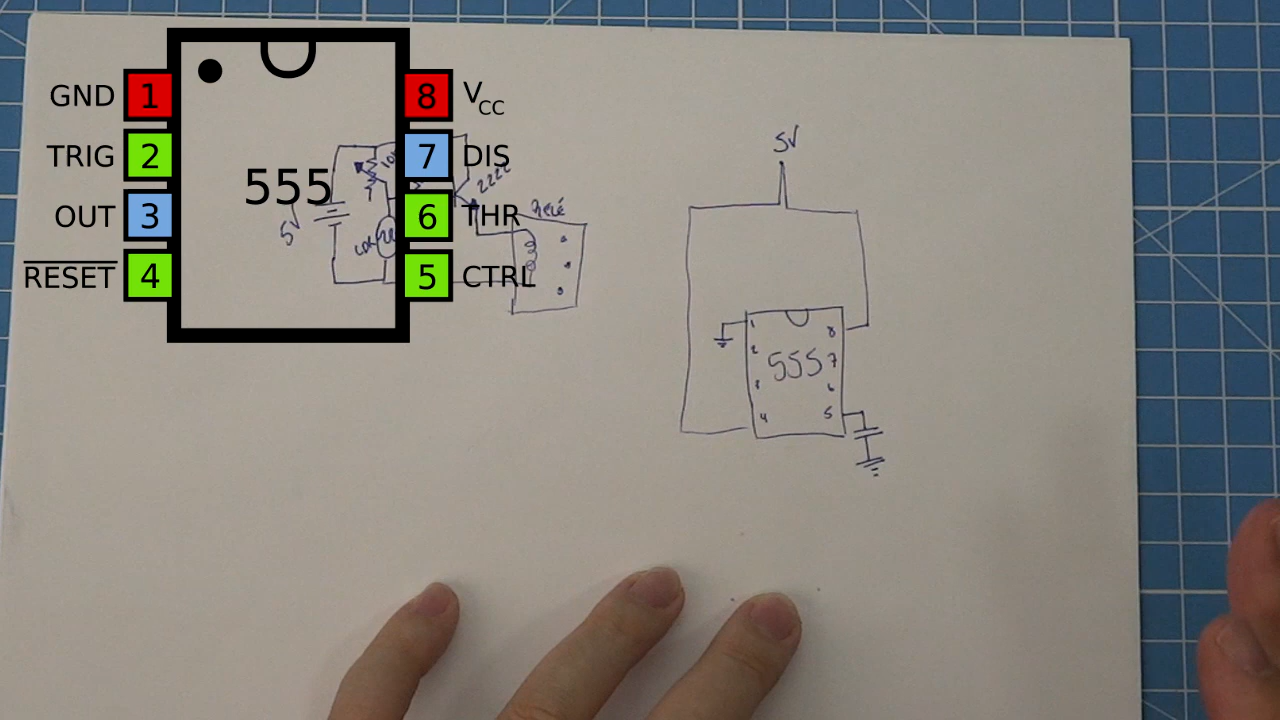 GND 1 8 VCC
TRIG 2 7 DIS
555
OUT 3 6 THR
RESET 4 5 CTRL
5V
2222
Relé
5V
1 8
2 7
555
3 6
4 5